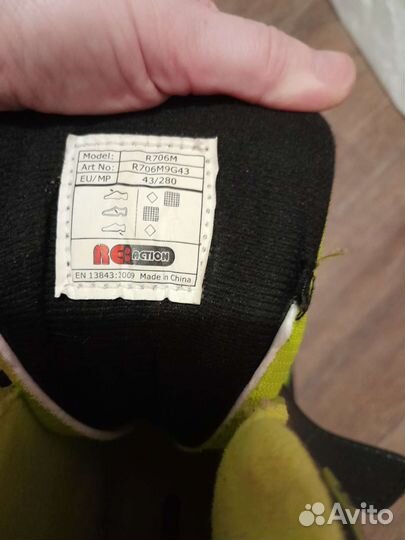 Model: R706M
Art No: R706M9G43
EU/MP 43/280
RE:ACTION
EN 13843:2009 Made in China
Avito